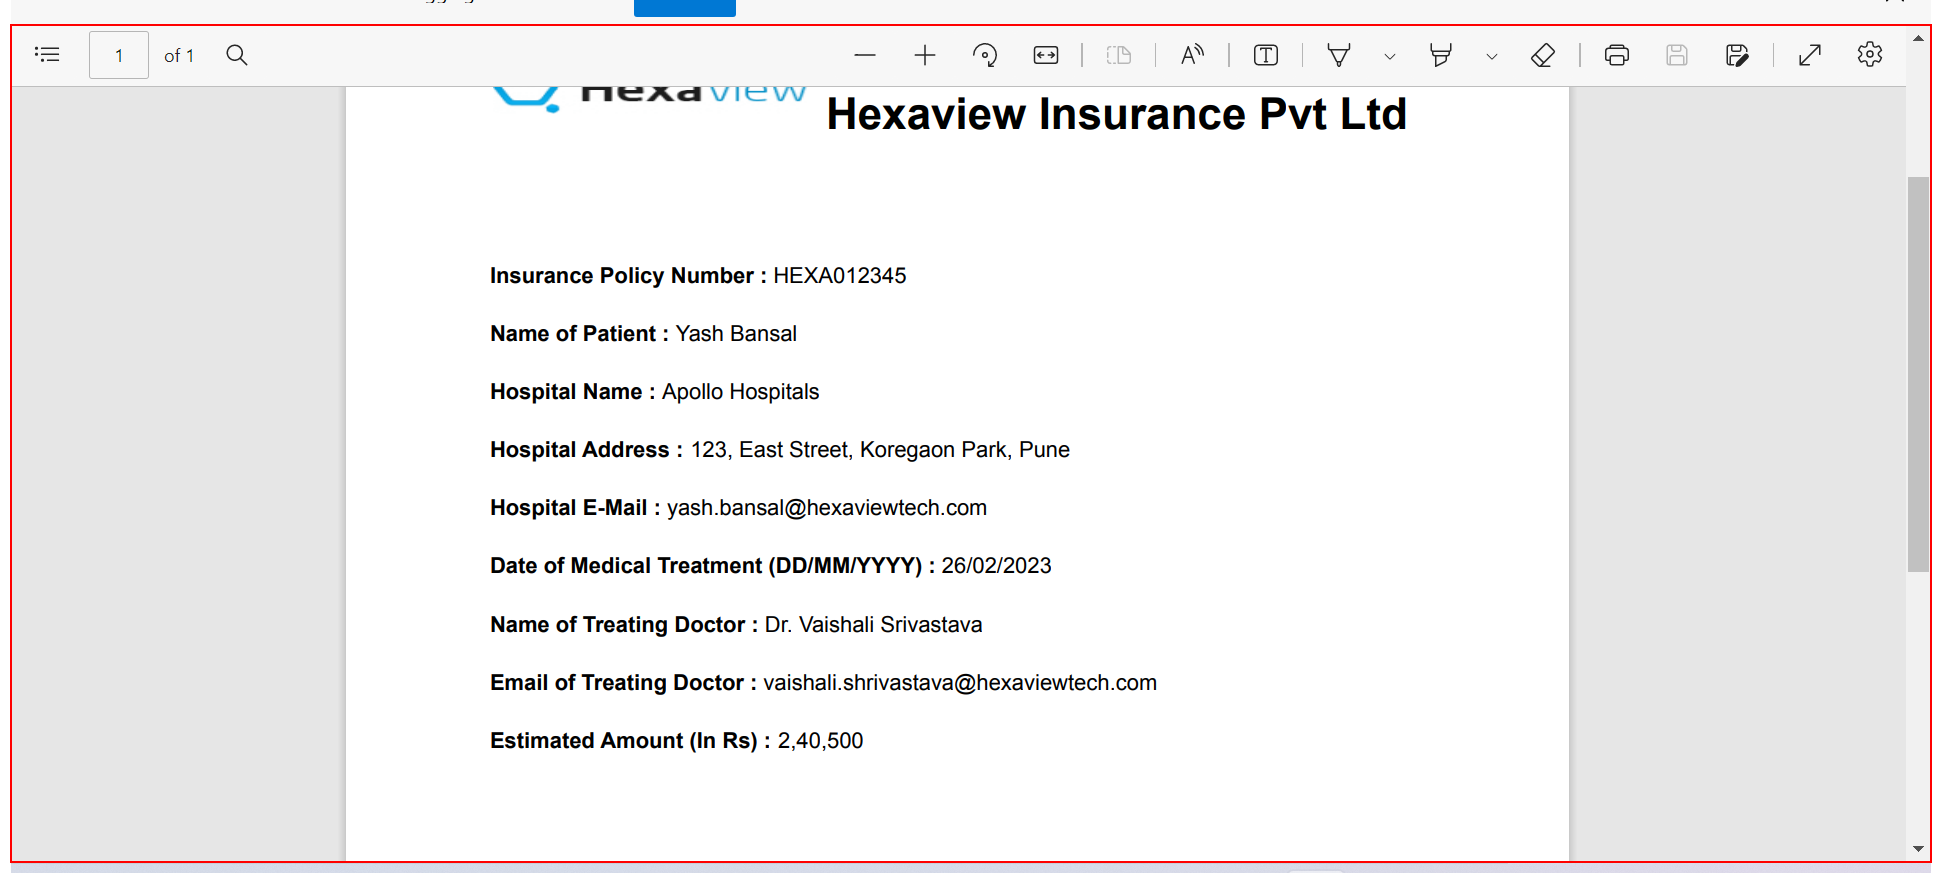 1 of 1
Hexaview
Hexaview Insurance Pvt Ltd
Insurance Policy Number : HEXA012345
Name of Patient : Yash Bansal
Hospital Name : Apollo Hospitals
Hospital Address : 123, East Street, Koregaon Park, Pune
Hospital E-Mail : yash.bansal@hexaviewtech.com
Date of Medical Treatment (DD/MM/YYYY) : 26/02/2023
Name of Treating Doctor : Dr. Vaishali Srivastava
Email of Treating Doctor : vaishali.shrivastava@hexaviewtech.com
Estimated Amount (In Rs) : 2,40,500